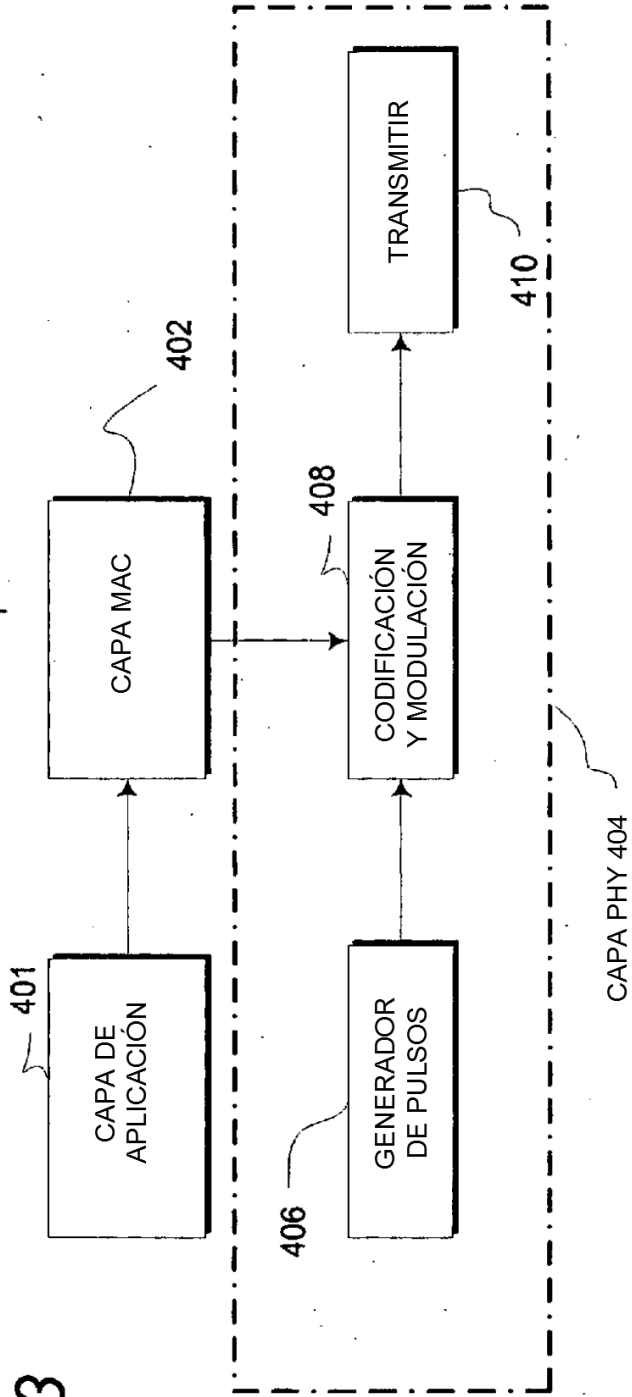 401
CAPA DE
APLICACIÓN
CAPA MAC
402
406
GENERADOR
DE PULSOS
408
CODIFICACIÓN
Y MODULACIÓN
TRANSMITIR
410
CAPA PHY 404
3